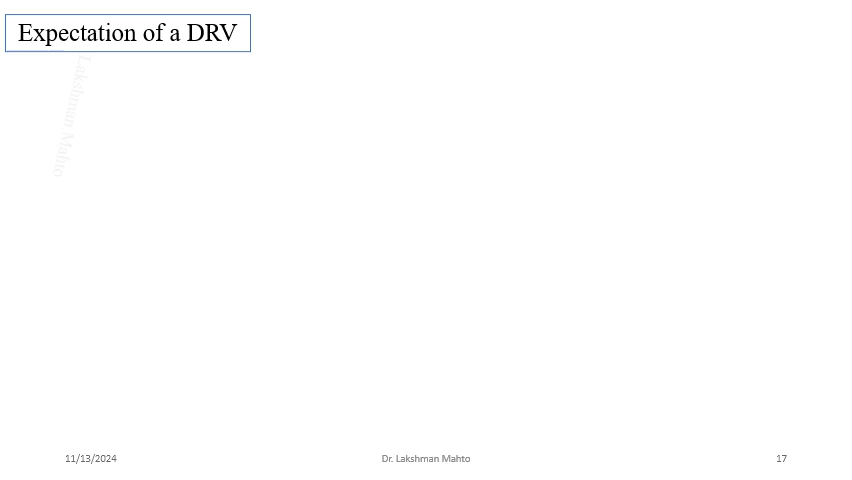 Expectation of a DRV
Lakshman Mahto
11/13/2024
Dr. Lakshman Mahto
17